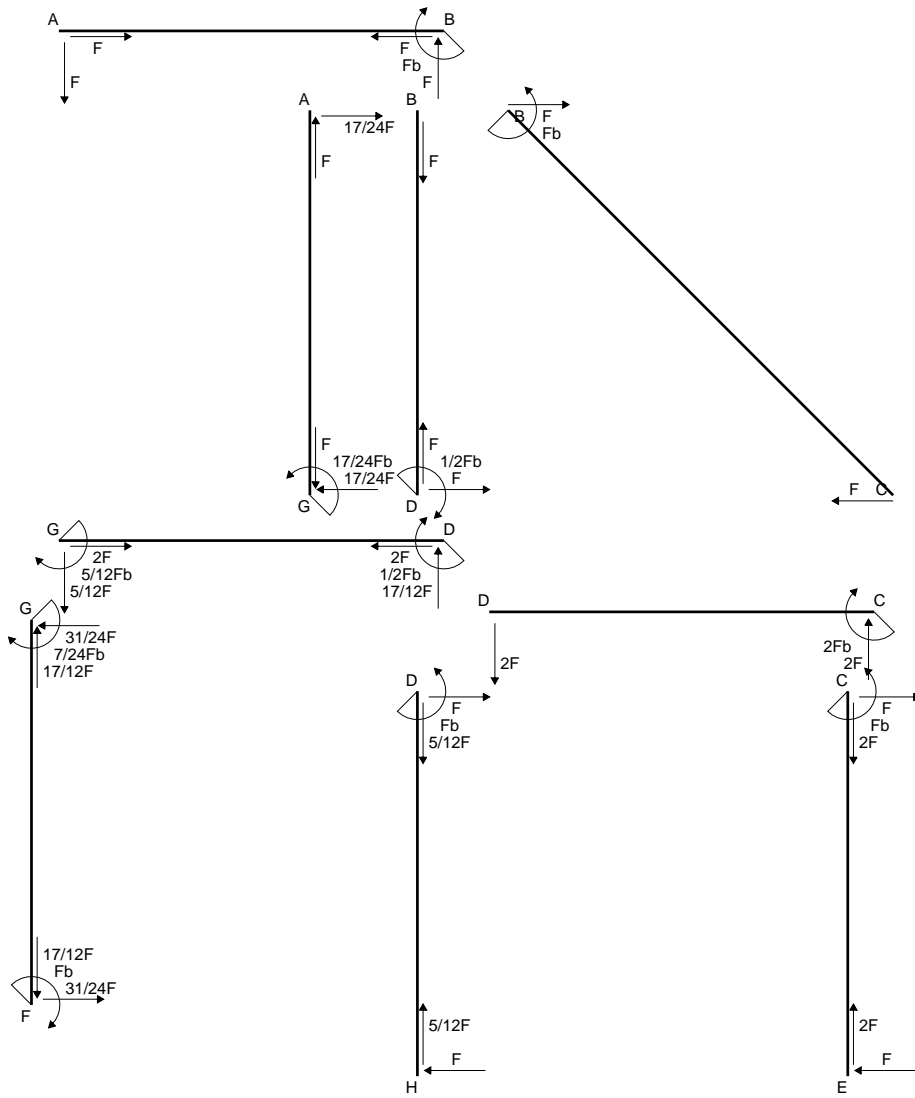 A B
F F
Fb
F F
A B
17/24F
F F
B F
Fb
F F
17/24Fb 1/2Fb
17/24F F
G D
F C
G D
2F 2F
5/12Fb 1/2Fb
5/12F 17/12F
D C
G
31/24F
7/24Fb
17/12F
2Fb
2F 2F
D C
F F
Fb Fb
5/12F 2F
17/12F
Fb
31/24F
F
5/12F 2F
F F
H E